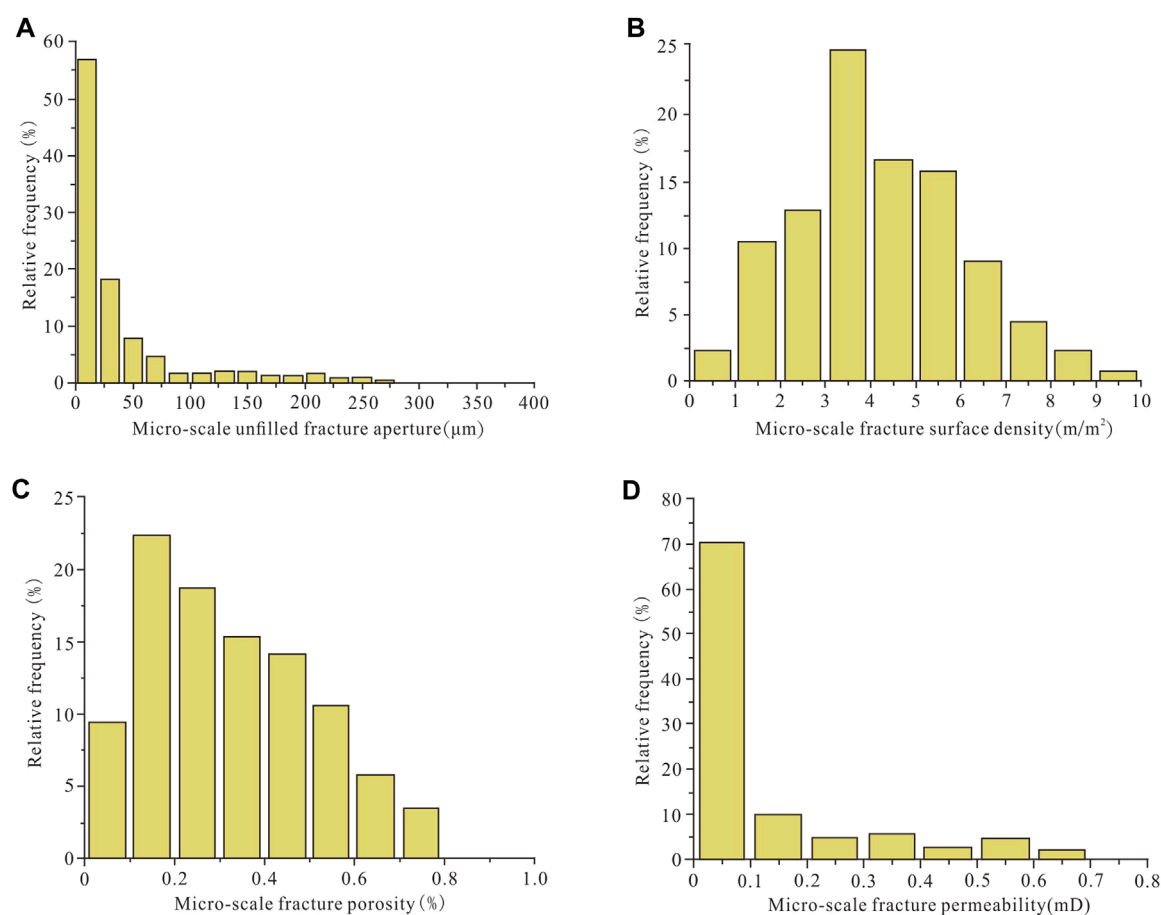 A
Relative frequency (%)
60
50
40
30
20
10
0
0 50 100 150 200 250 300 350 400
Micro-scale unfilled fracture aperture(μm)
B
Relative frequency (%)
25
20
15
10
5
0
0 1 2 3 4 5 6 7 8 9 10
Micro-scale fracture surface density(m/m²)
C
Relative frequency (%)
25
20
15
10
5
0
0 0.2 0.4 0.6 0.8 1.0
Micro-scale fracture porosity(%)
D
Relative frequency (%)
80
70
60
50
40
30
20
10
0
0 0.1 0.2 0.3 0.4 0.5 0.6 0.7 0.8
Micro-scale fracture permeability(mD)